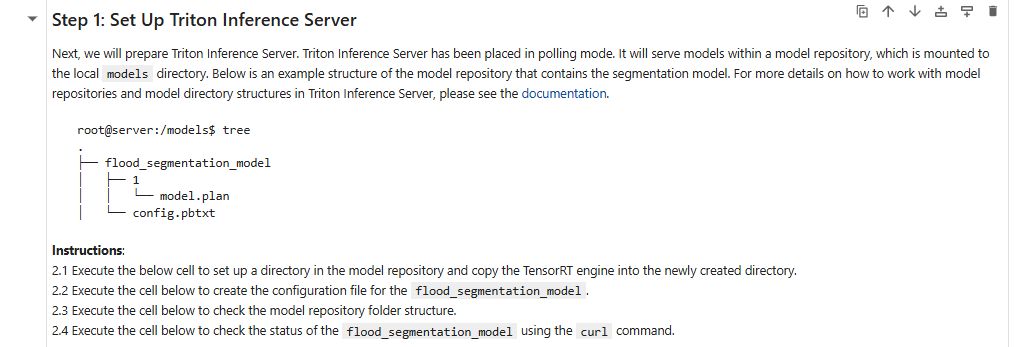 Step 1: Set Up Triton Inference Server
Next, we will prepare Triton Inference Server. Triton Inference Server has been placed in polling mode. It will serve models within a model repository, which is mounted to
the local models directory. Below is an example structure of the model repository that contains the segmentation model. For more details on how to work with model
repositories and model directory structures in Triton Inference Server, please see the documentation.
root@server:/models$ tree
.
├── flood_segmentation_model
│   ├── 1
│   │   └── model.plan
│   └── config.pbtxt
Instructions:
2.1 Execute the below cell to set up a directory in the model repository and copy the TensorRT engine into the newly created directory.
2.2 Execute the cell below to create the configuration file for the flood_segmentation_model .
2.3 Execute the cell below to check the model repository folder structure.
2.4 Execute the cell below to check the status of the flood_segmentation_model using the curl command.